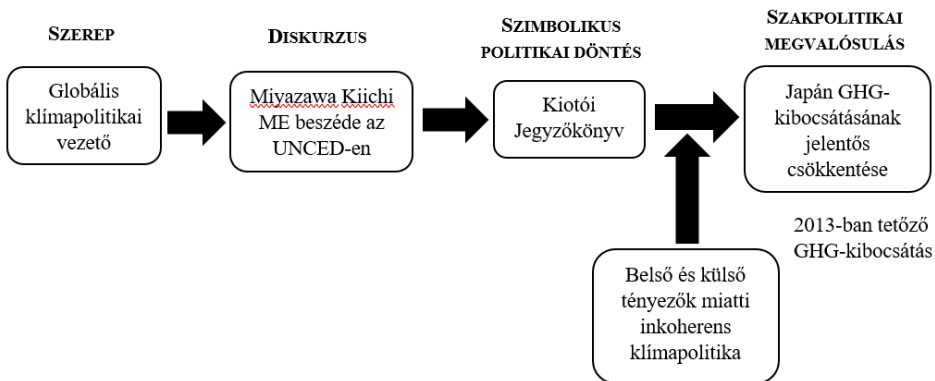 SZEREP
Globális
klímapolitikai
vezető
DISKURZUS
Miyazawa Kiichi
ME beszéde az
UNCED-en
SZIMBOLIKUS
POLITIKAI DÖNTÉS
Kiotói
Jegyzőkönyv
SZAKPOLITIKAI
MEGVALÓSULÁS
Japán GHG-
kibocsátásának
jelentős
csökkentése
2013-ban tetőző
GHG-kibocsátás
Belső és külső
tényezők miatti
inkoherens
klímapolitika